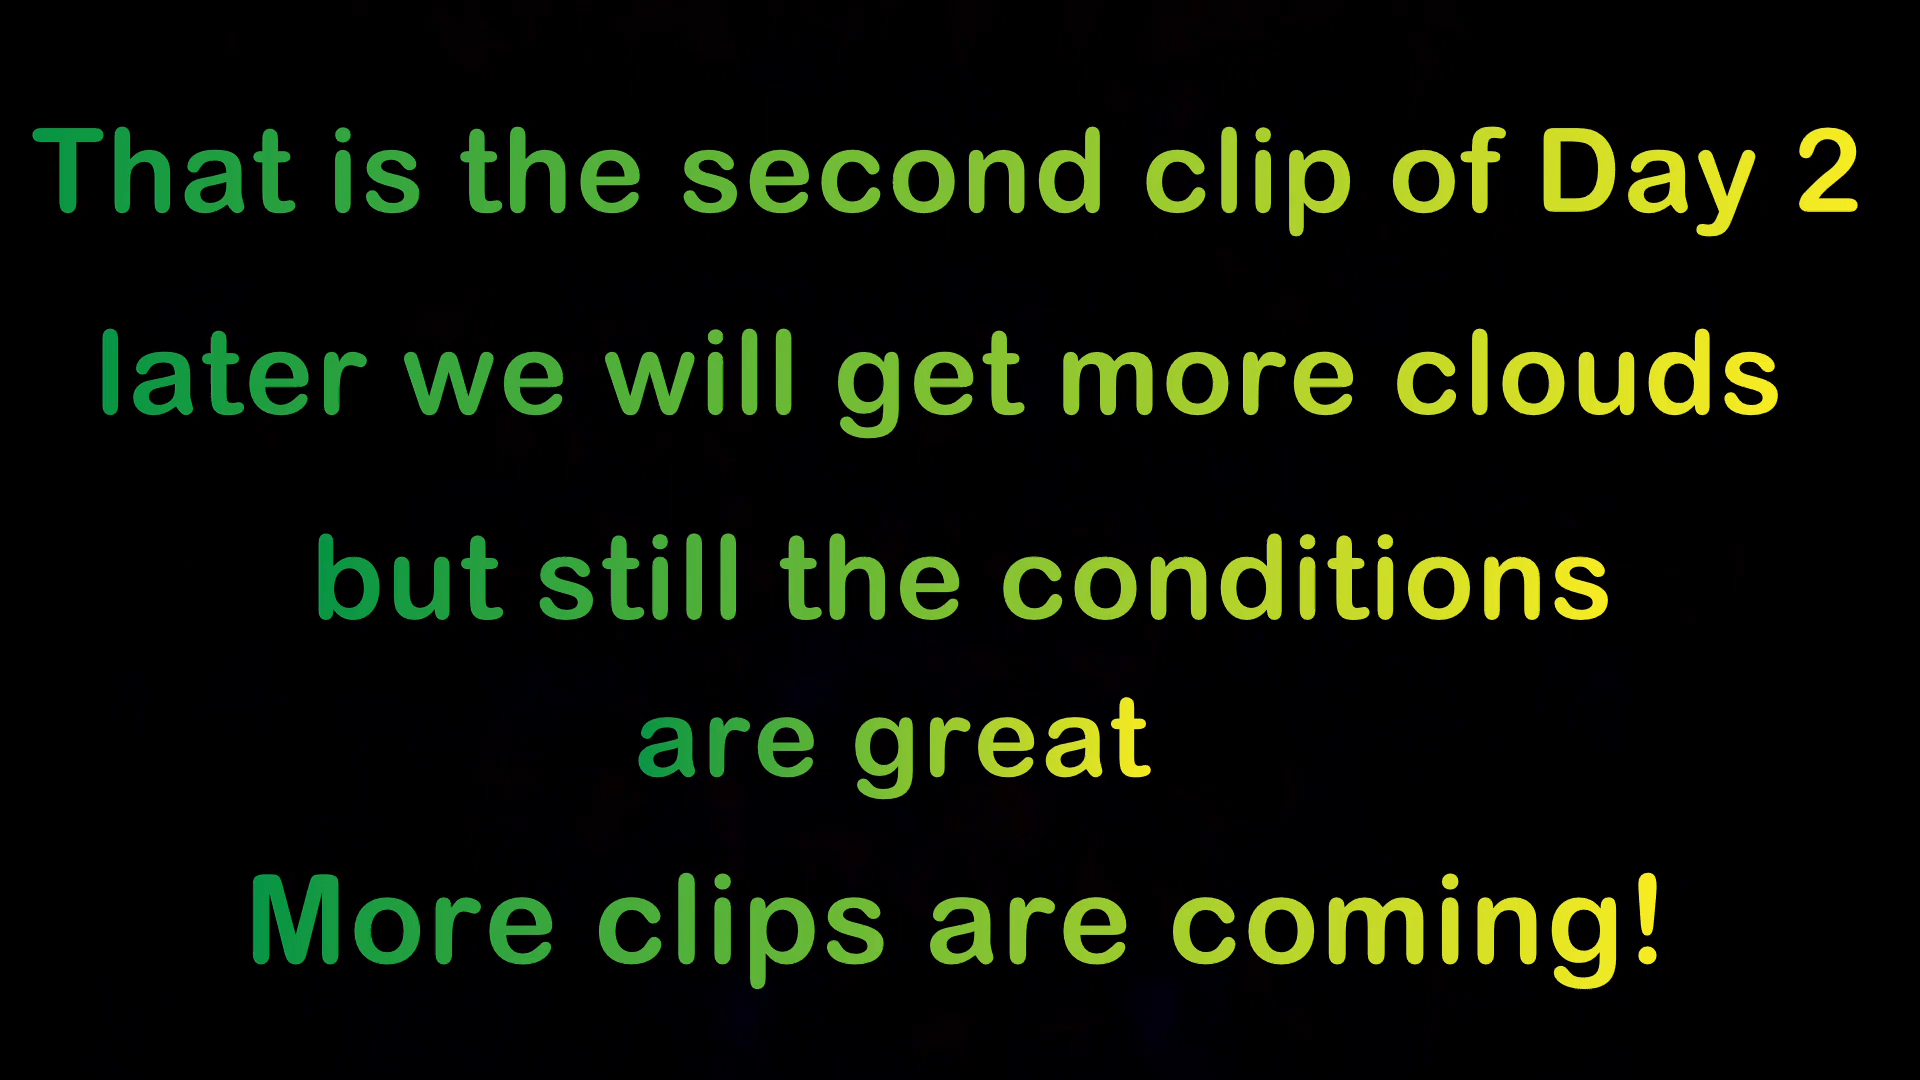 That is the second clip of Day 2
later we will get more clouds
but still the conditions
are great
More clips are coming!